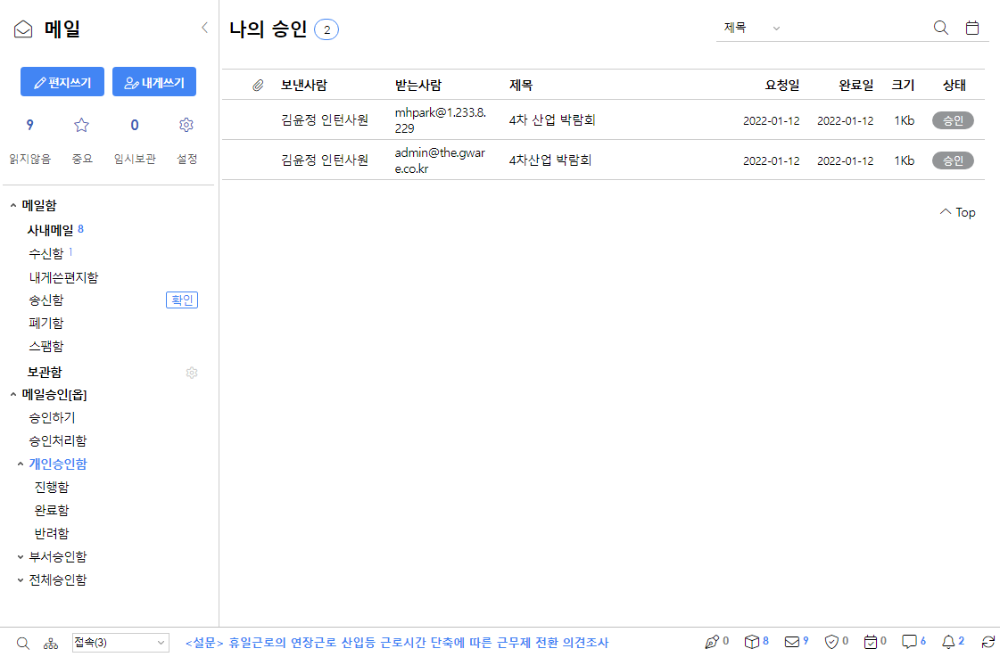 메일
편지쓰기 내게쓰기
9 0
읽지않음 중요 임시보관 설정
메일함
사내메일 8
수신함 1
내게쓴편지함
송신함 확인
폐기함
스팸함
보관함
메일승인[옵]
승인하기
승인처리함
개인승인함
진행함
완료함
반려함
부서승인함
전체승인함
나의 승인 2
제목
보낸사람 받는사람 제목 요청일 완료일 크기 상태
김윤정 인턴사원 mhpark@1.233.8. 4차 산업 박람회 2022-01-12 2022-01-12 1Kb 승인
229
김윤정 인턴사원 admin@the.gwar 4차산업 박람회 2022-01-12 2022-01-12 1Kb 승인
e.co.kr
Top
접속(3) <설문> 휴일근로의 연장근로 산입등 근로시간 단축에 따른 근무제 전환 의견조사 0 8 9 0 0 6 2